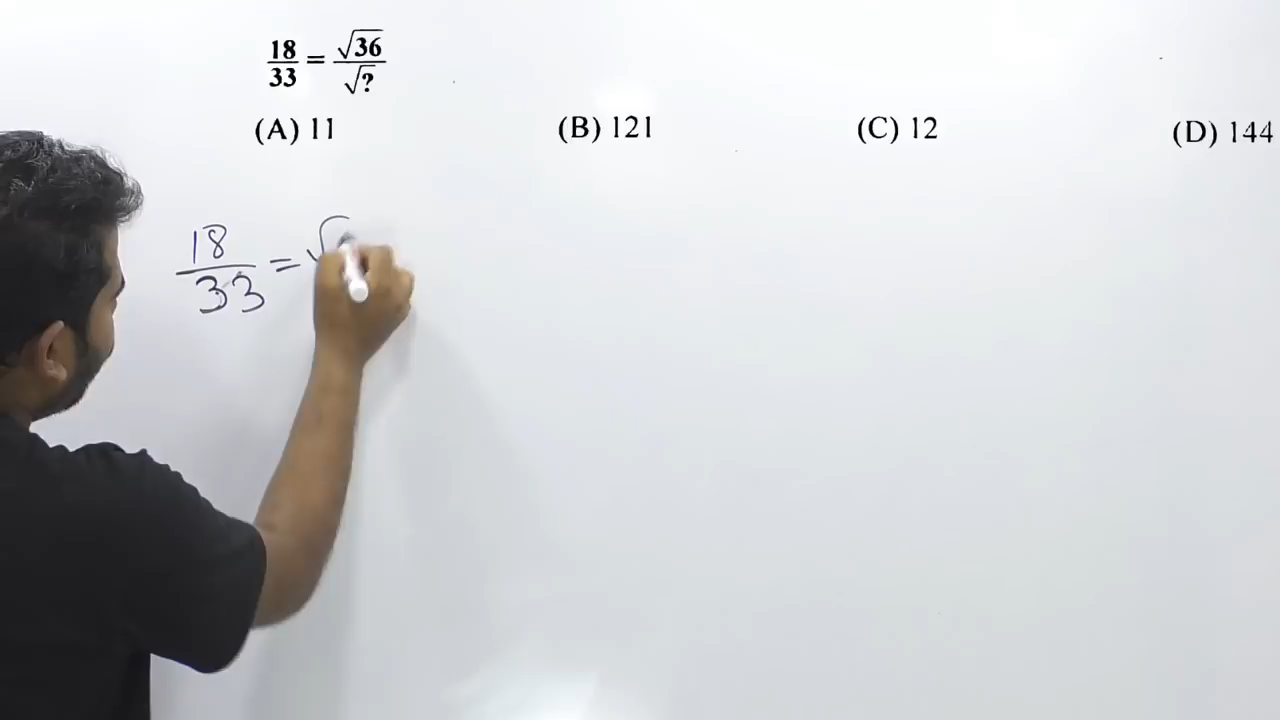 18/33 = √36/√?
(A) 11 (B) 121 (C) 12 (D) 144
18/33 = √